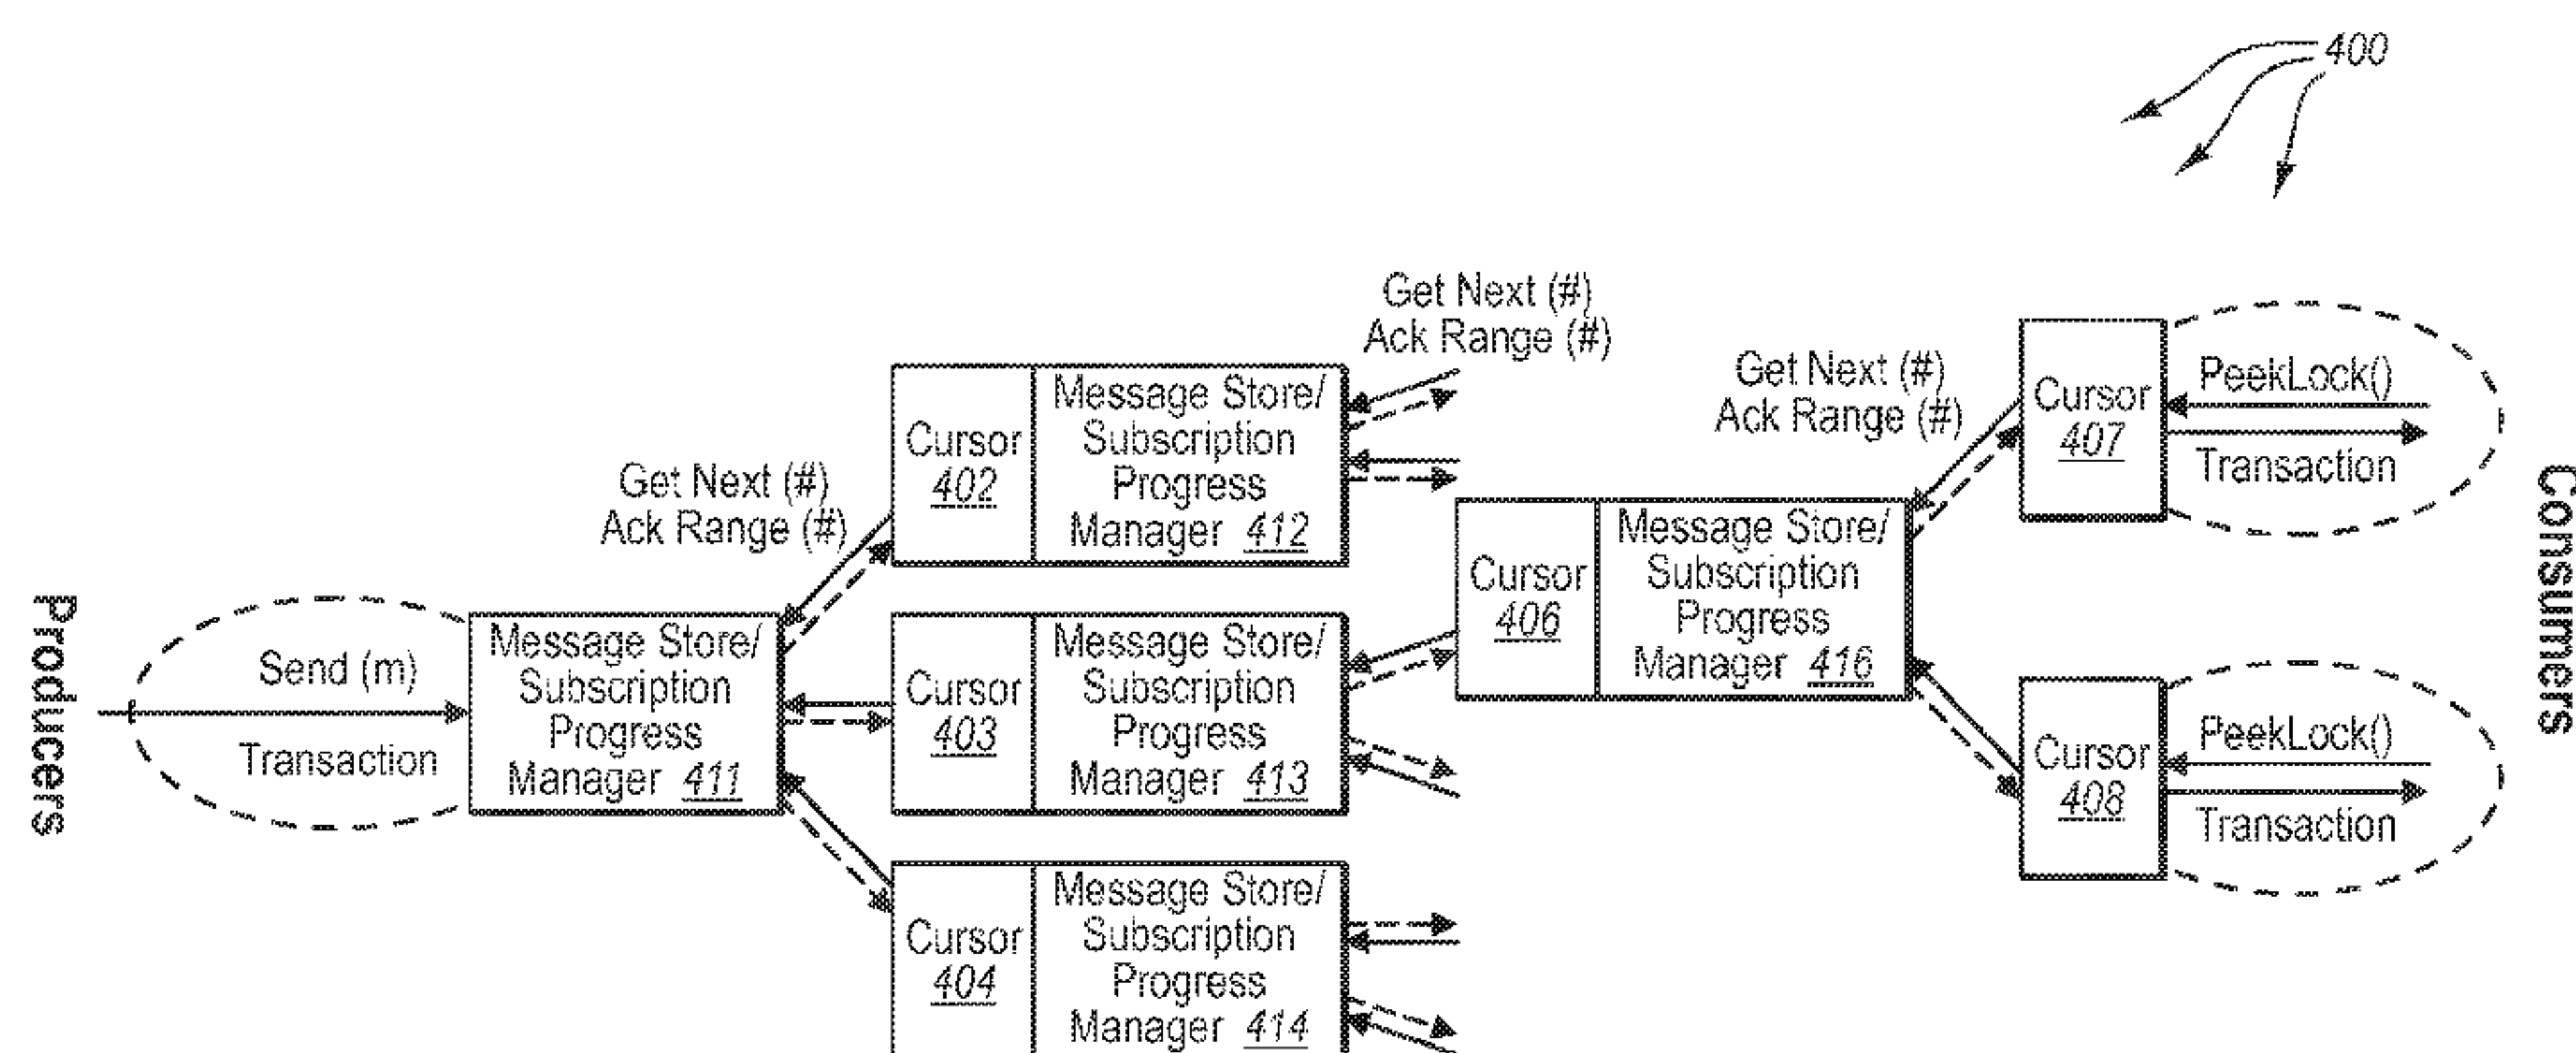 400
Get Next (#)
Ack Range (#)
Get Next (#)
Ack Range (#)
Get Next (#)
Ack Range (#)
Producers
Send (m)
Transaction
Message Store/
Subscription
Progress
Manager 411
Cursor
402
Message Store/
Subscription
Progress
Manager 412
Cursor
403
Message Store/
Subscription
Progress
Manager 413
Cursor
404
Message Store/
Subscription
Progress
Manager 414
Cursor
406
Message Store/
Subscription
Progress
Manager 416
Cursor
407
PeekLock()
Transaction
Cursor
408
PeekLock()
Transaction
Consumers